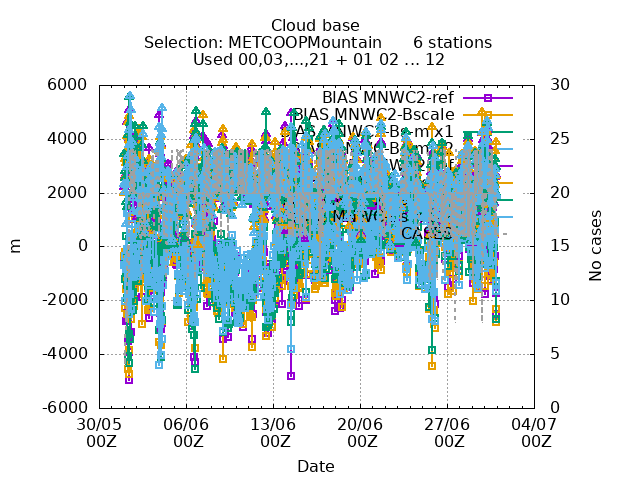 Cloud base
Selection: METCOOPMountain 6 stations
Used 00,03,...,21 + 01 02 ... 12
6000
4000
2000
0
-2000
-4000
-6000
m
30
25
20
15
10
5
0
No cases
BIAS MNWC2-ref
BIAS MNWC2-Bscale
CASES
30/05 06/06 13/06 20/06 27/06 04/07
00Z 00Z 00Z 00Z 00Z 00Z
Date